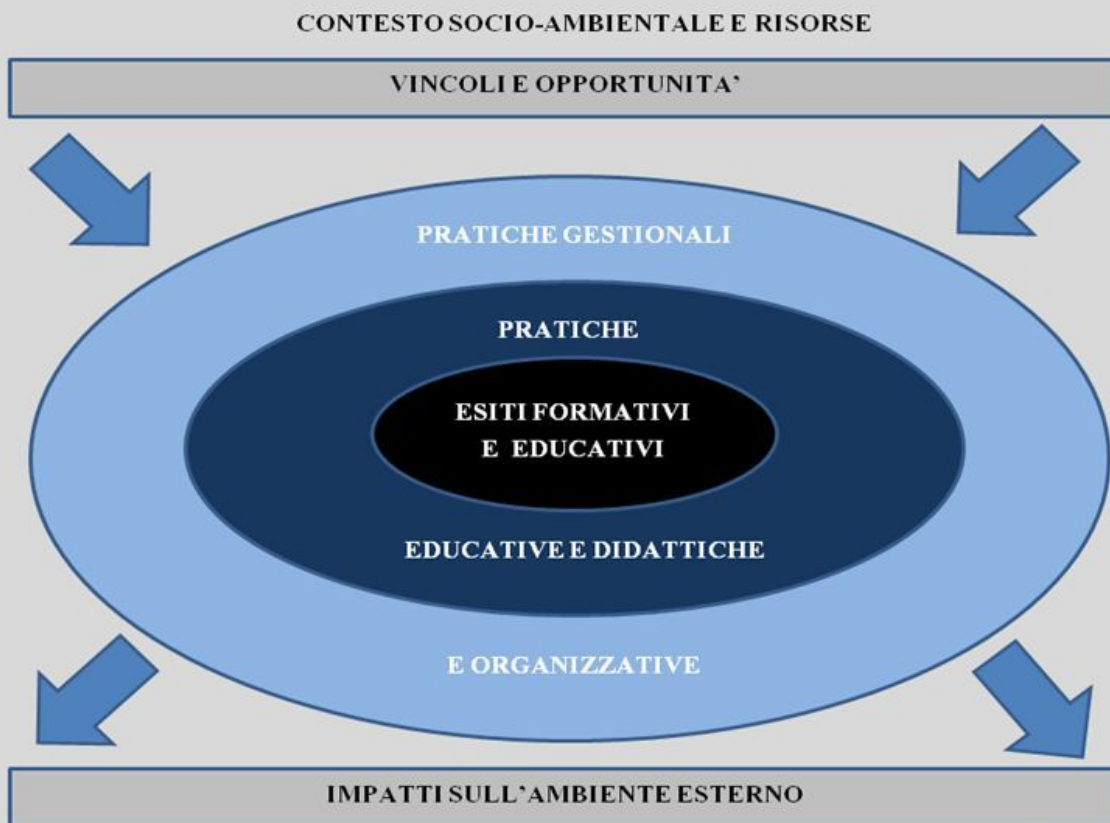 CONTESTO SOCIO-AMBIENTALE E RISORSE
VINCOLI E OPPORTUNITA’
PRATICHE GESTIONALI
PRATICHE
ESITI FORMATIVI
E EDUCATIVI
EDUCATIVE E DIDATTICHE
E ORGANIZZATIVE
IMPATTI SULL’AMBIENTE ESTERNO